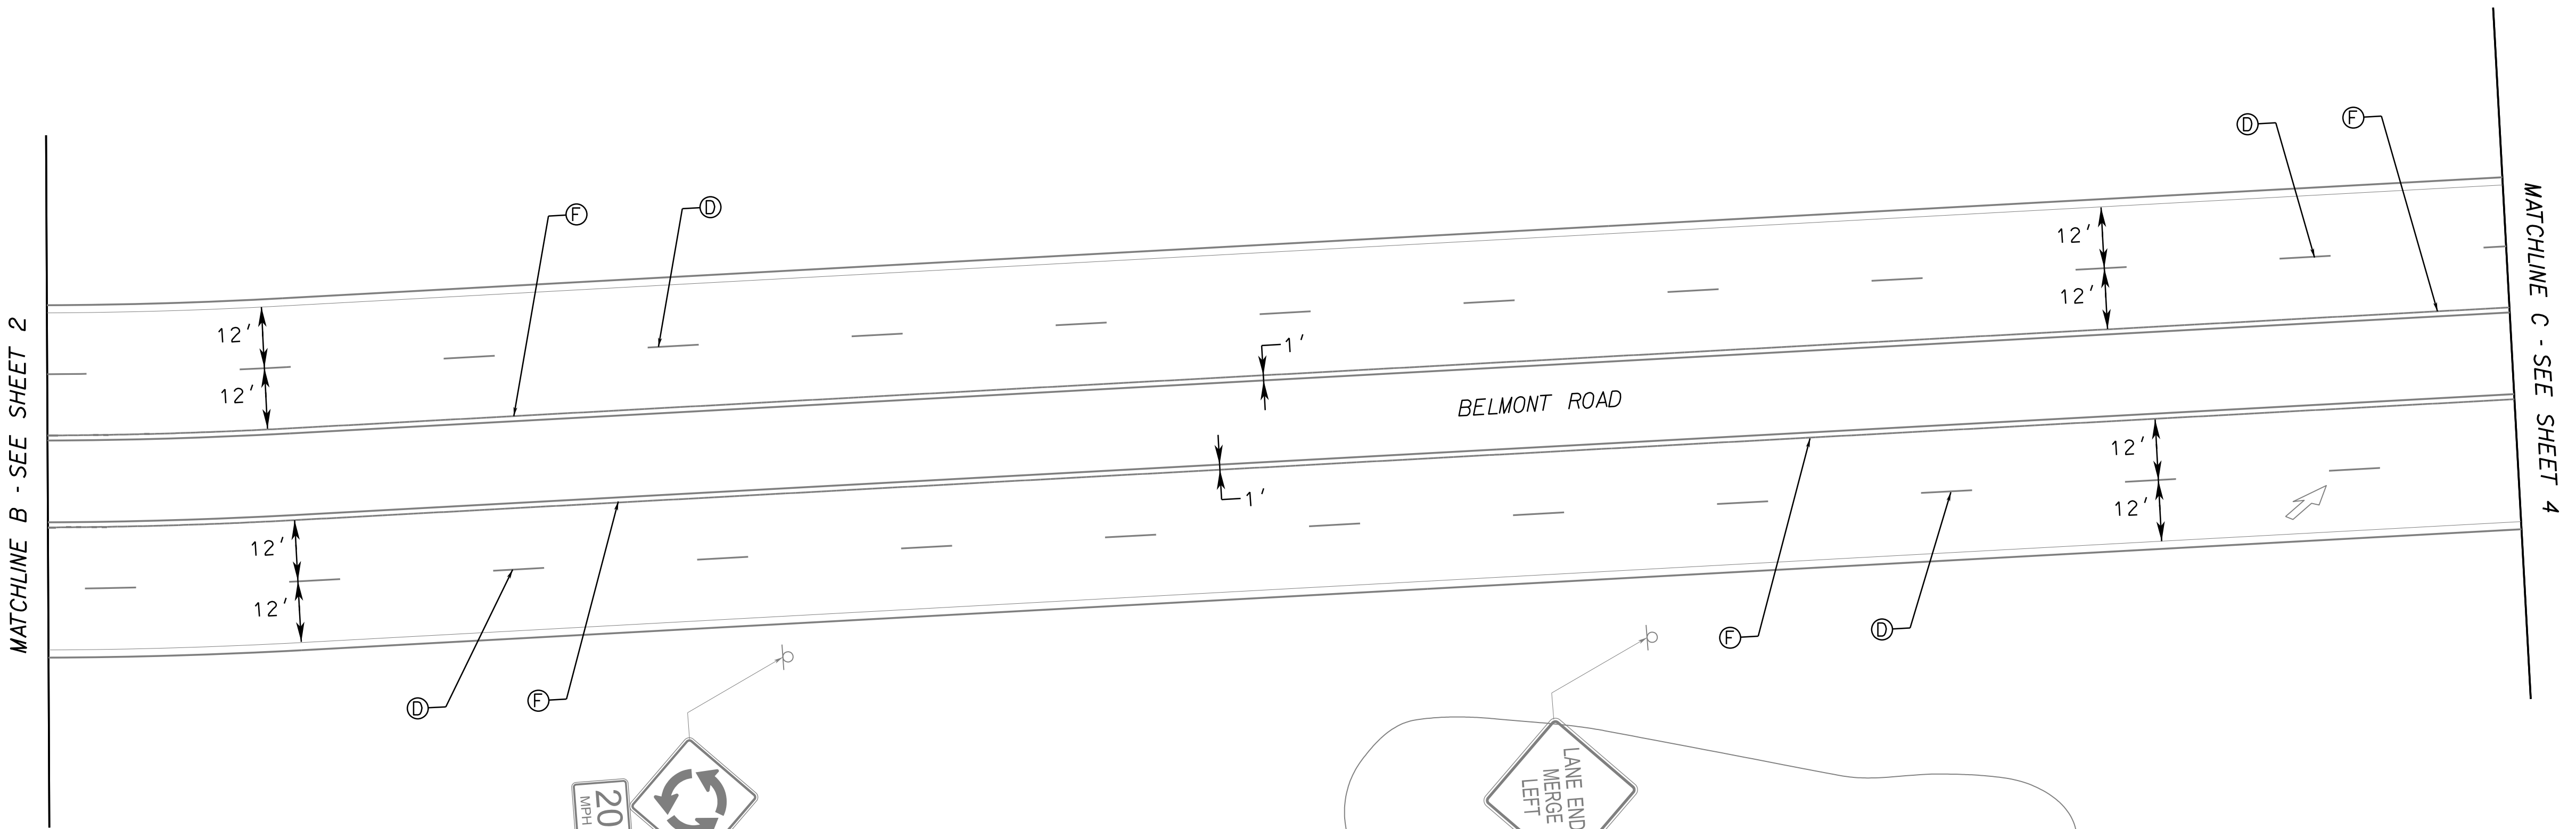 MATCHLINE B - SEE SHEET 2
F
D
D
F
12'
12'
12'
12'
1'
BELMONT ROAD
1'
12'
12'
12'
12'
D
F
F
D
20
MPH
LANE END
MERGE
LEFT
MATCHLINE C - SEE SHEET 4